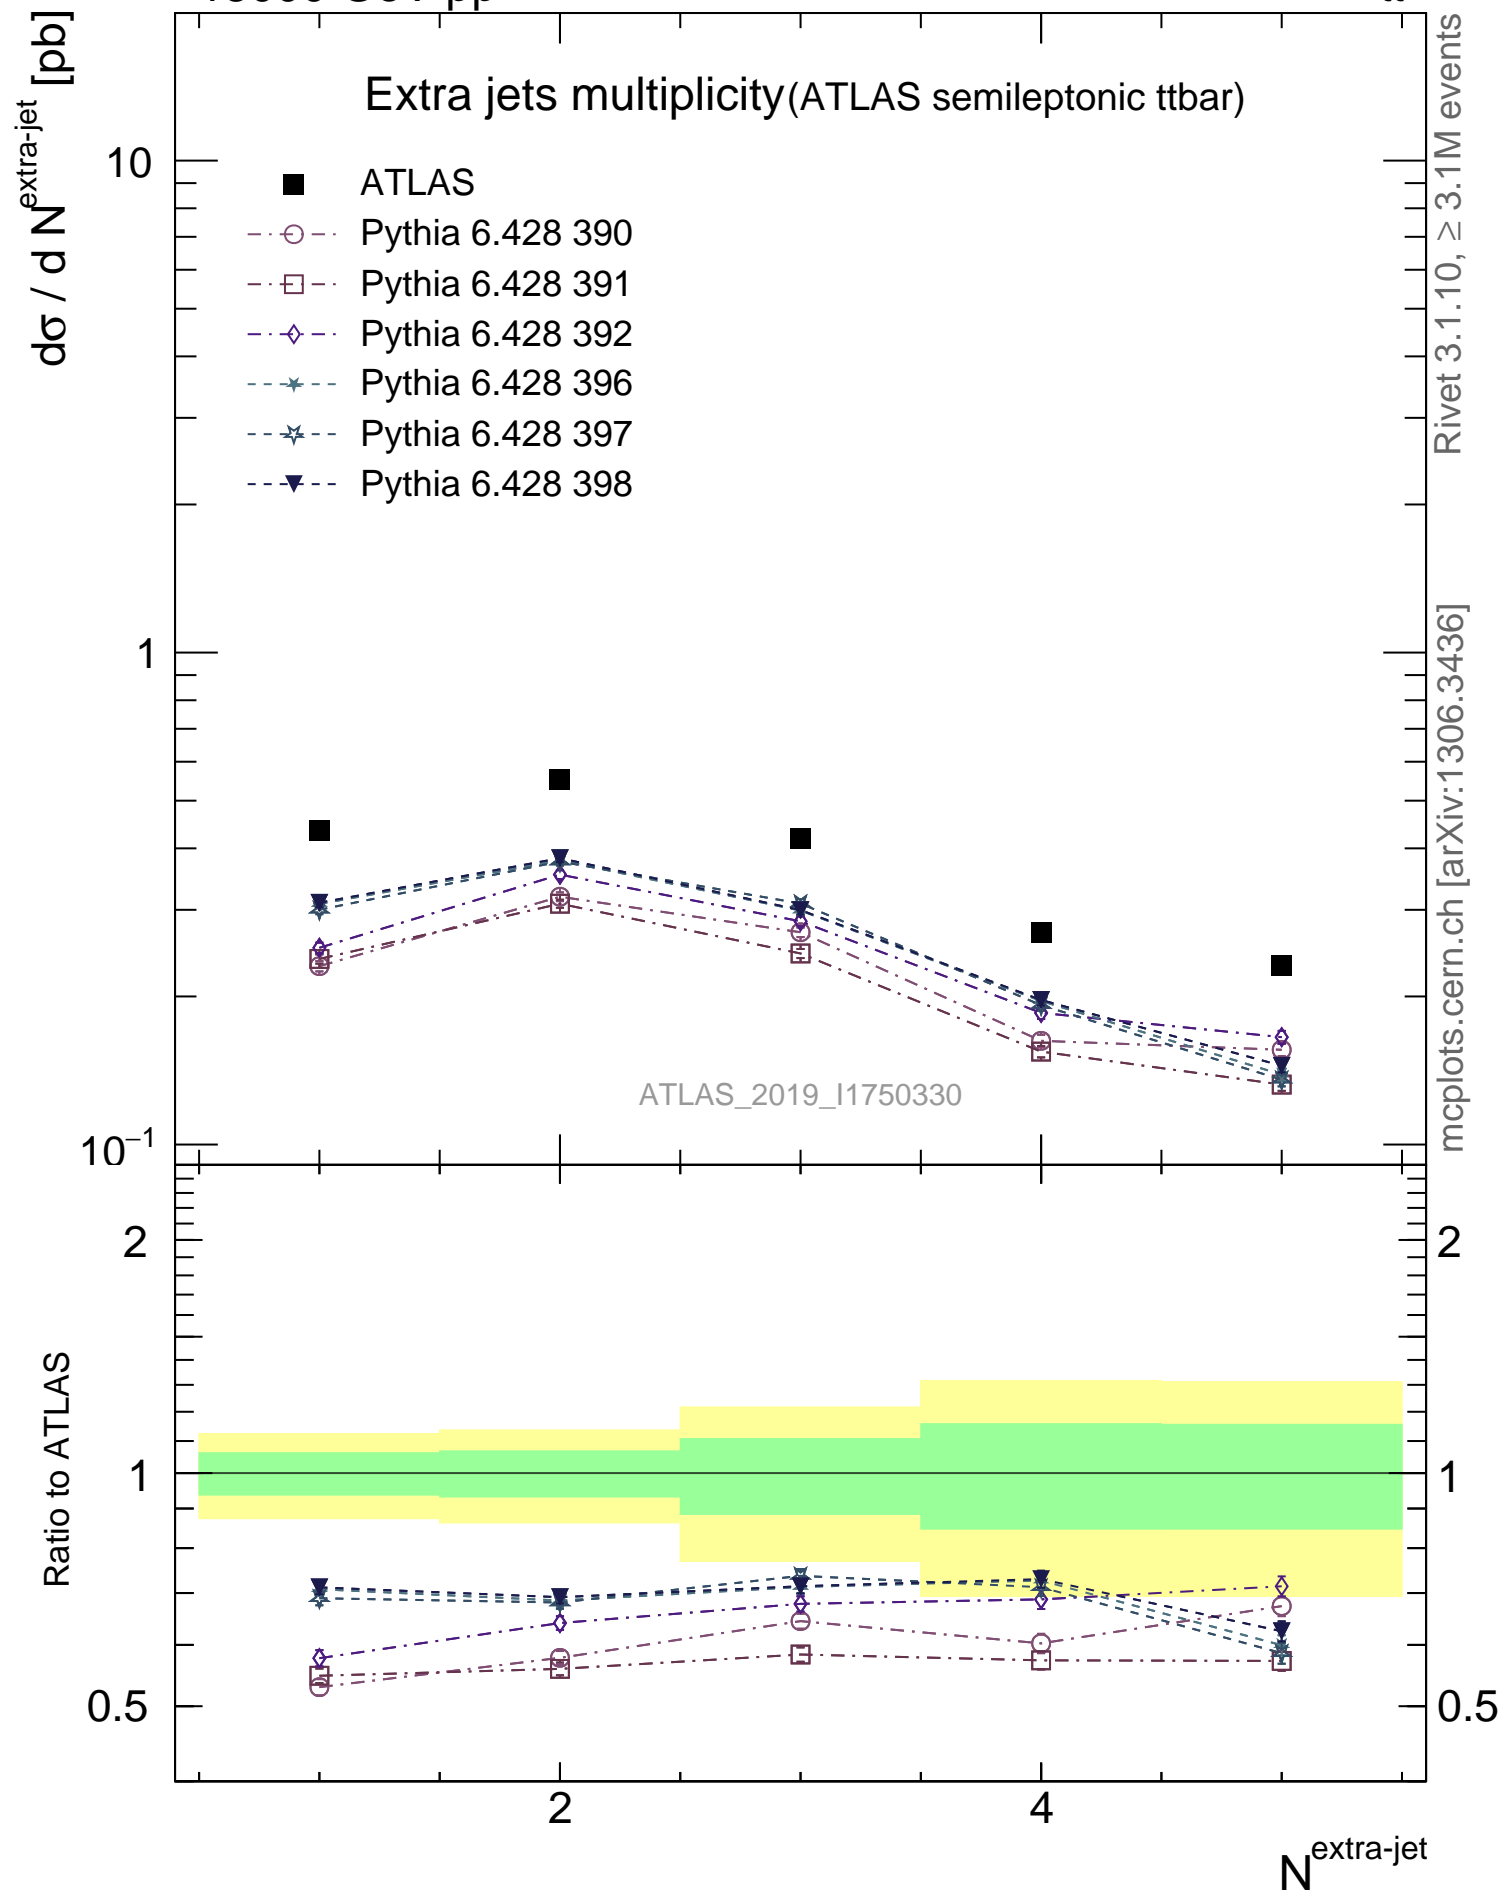 Extra jets multiplicity (ATLAS semileptonic ttbar)
dσ / d N^extra-jet [pb]
10
1
10^−1
ATLAS
Pythia 6.428 390
Pythia 6.428 391
Pythia 6.428 392
Pythia 6.428 396
Pythia 6.428 397
Pythia 6.428 398
ATLAS_2019_I1750330
Rivet 3.1.10, ≥ 3.1M events
mcplots.cern.ch [arXiv:1306.3436]
Ratio to ATLAS
2
1
0.5
2
1
0.5
2
4
N^extra-jet